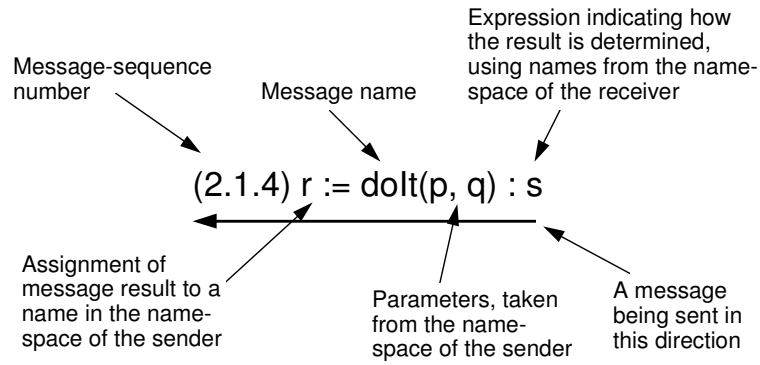 Expression indicating how
the result is determined,
using names from the name-
space of the receiver
Message-sequence
number
Message name
(2.1.4) r := doIt(p, q) : s
Assignment of
message result to a
name in the name-
space of the sender
Parameters, taken
from the name-
space of the sender
A message
being sent in
this direction